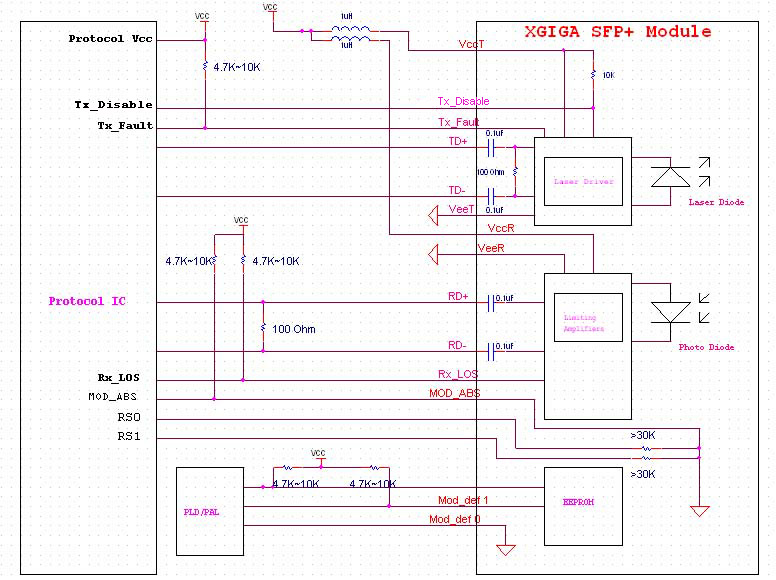 VCC
VCC
1uH
1uH
XGIGA SFP+ Module
Protocol Vcc
VccT
4.7K~10K
10K
Tx_Disable
Tx_Disable
Tx_Fault
Tx_Fault
0.1uf
TD+
100 Ohm
Laser Driver
TD-
Laser Diode
VeeT
0.1uf
VCC
VccR
VeeR
4.7K~10K
4.7K~10K
Protocol IC
RD+
0.1uf
100 Ohm
Limiting
Amplifiers
RD-
0.1uf
Photo Diode
Rx_LOS
Rx_LOS
MOD_ABS
MOD_ABS
RS0
RS1
>30K
VCC
>30K
4.7K~10K
4.7K~10K
Mod_def 1
EEPROM
PLD/PAL
Mod_def 0